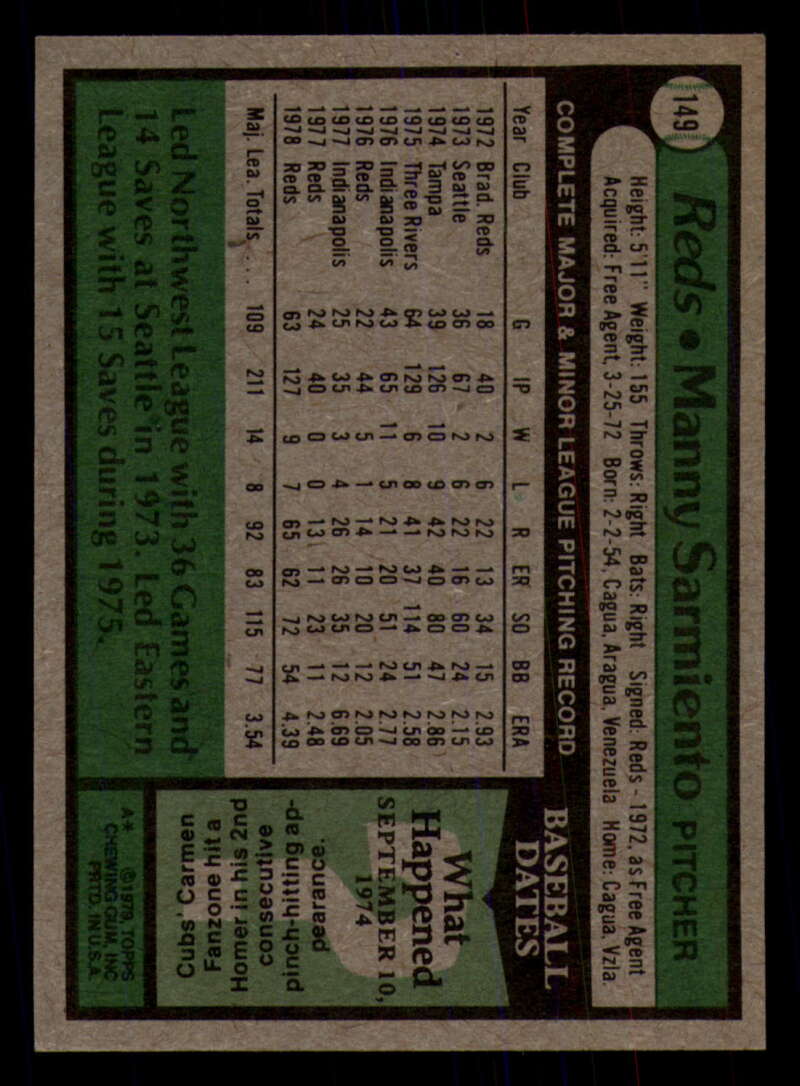 149
Reds • Manny Sarmiento PITCHER
Height: 5'11" Weight: 155 Throws: Right Bats: Right Signed: Reds - 1972, as Free Agent
Acquired: Free Agent, 3-25-72 Born: 2-2-54, Cagua, Aragua, Venezuela Home: Cagua, Vzla.
COMPLETE MAJOR & MINOR LEAGUE PITCHING RECORD
Year Club G IP W L R ER SO BB ERA
1972 Brad. Reds 18 40 2 6 22 13 34 15 2.93
1973 Seattle 36 67 2 6 22 16 60 24 2.15
1974 Tampa 39 126 10 9 42 40 80 47 2.86
1975 Three Rivers 64 129 6 8 41 37 114 51 2.58
1976 Indianapolis 43 65 11 5 21 20 51 24 2.77
1976 Reds 22 44 5 1 14 10 20 12 2.05
1977 Indianapolis 25 35 3 4 26 26 35 12 6.69
1977 Reds 24 40 0 0 13 11 23 11 2.48
1978 Reds 63 127 9 7 65 62 72 54 4.39
Maj. Lea. Totals. . . . 109 211 14 8 92 83 115 77 3.54
Led Northwest League with 36 Games and
14 Saves at Seattle in 1973. Led Eastern
League with 15 Saves during 1975.
BASEBALL
DATES
What
Happened
SEPTEMBER 10,
1974
Cubs' Carmen
Fanzone hit a
Homer in his 2nd
consecutive
pinch-hitting ap-
pearance.
A* ©1979, TOPPS
CHEWING GUM, INC.
PRTD. IN U.S.A.